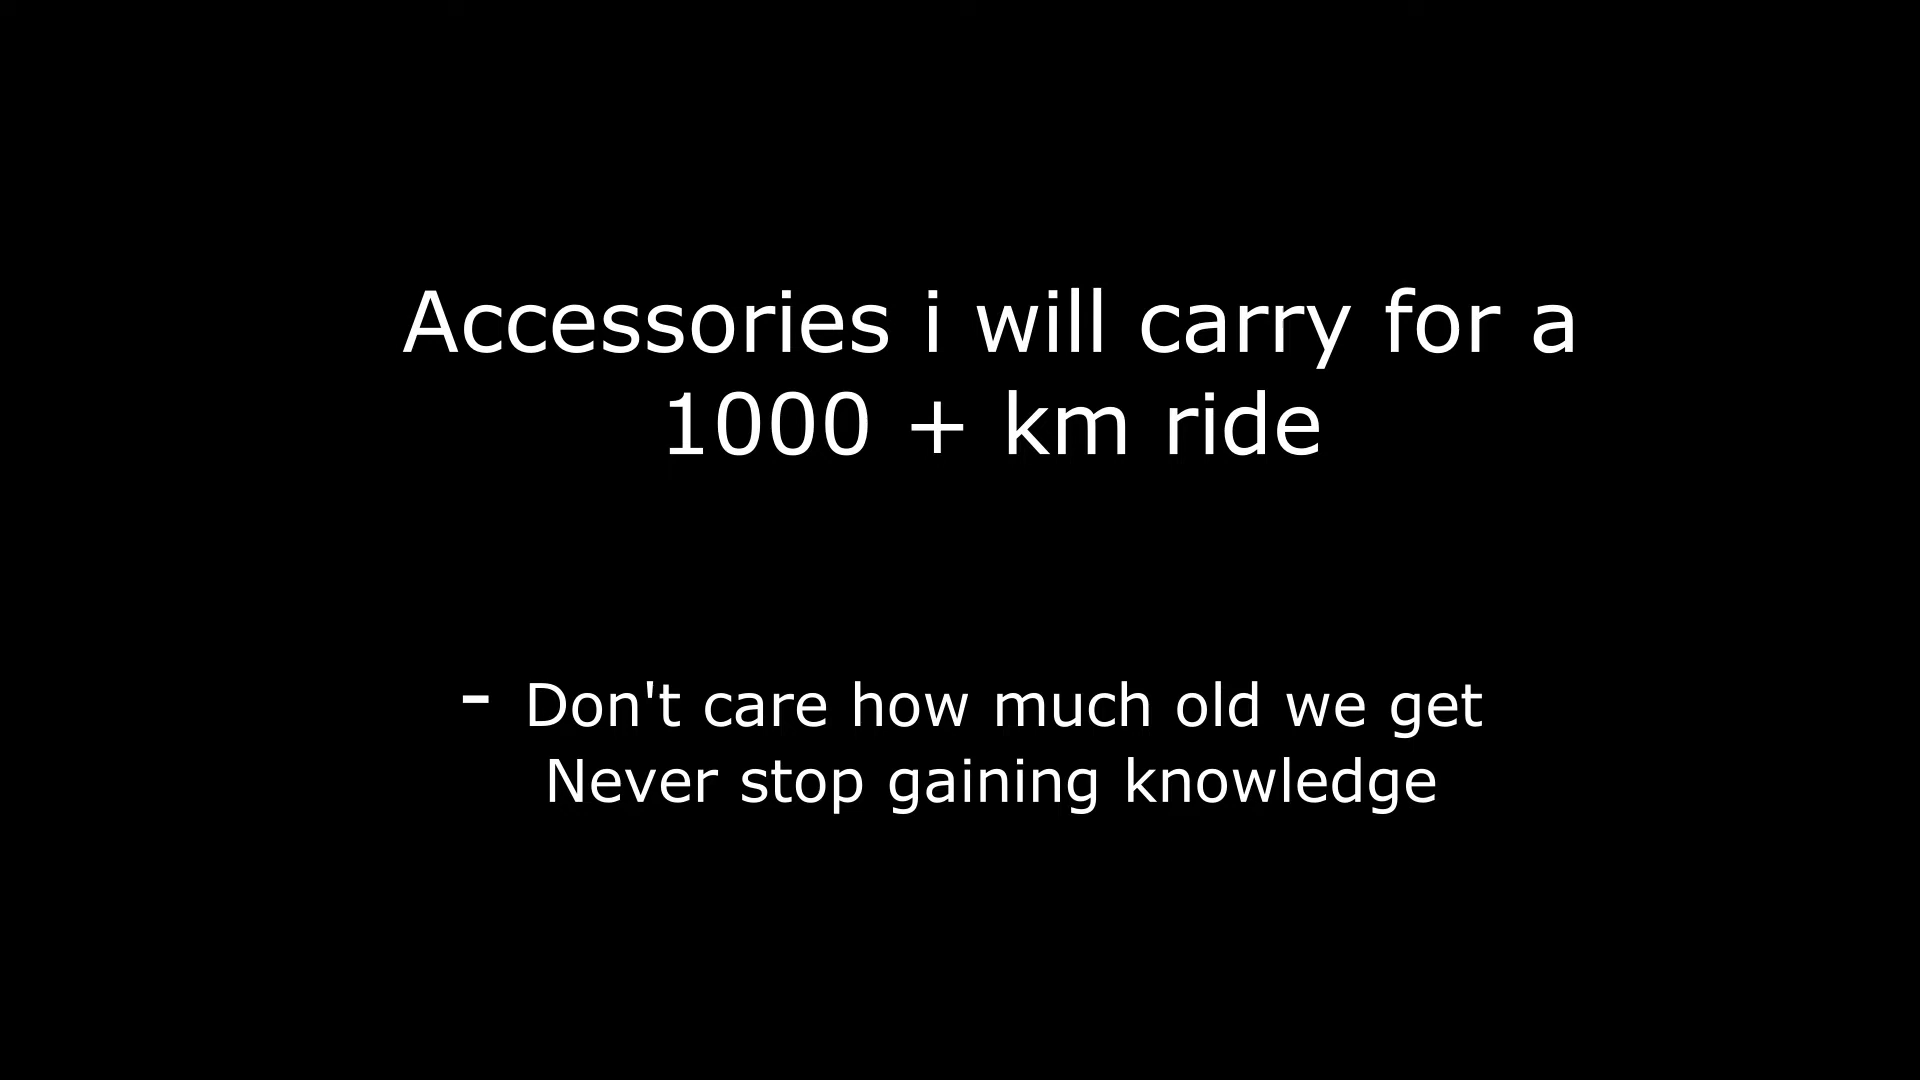 Accessories i will carry for a
1000 + km ride
- Don't care how much old we get
Never stop gaining knowledge